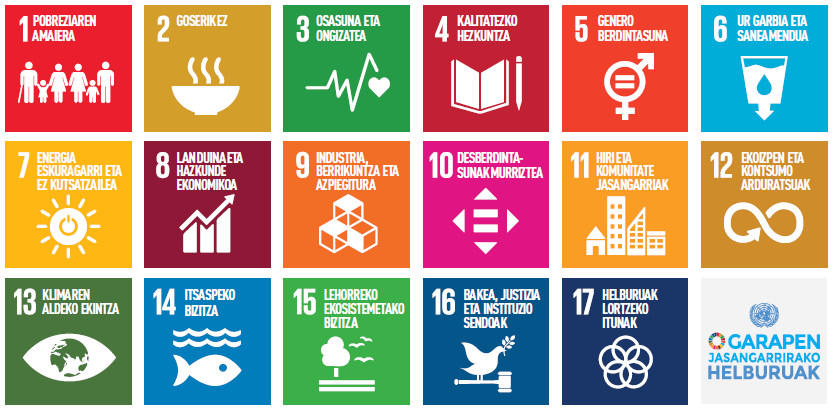 1 POBREZIAREN
AMAIERA
2 GOSERIK EZ
3 OSASUNA ETA
ONGIZATEA
4 KALITATEZKO
HEZKUNTZA
5 GENERO
BERDINTASUNA
6 UR GARBIA ETA
SANEAMENDUA
7 ENERGIA
ESKURAGARRI ETA
EZ KUTSATZAILEA
8 LAN DUINA ETA
HAZKUNDE
EKONOMIKOA
9 INDUSTRIA,
BERRIKUNTZA ETA
AZPIEGITURA
10 DESBERDINTA-
SUNAK MURRIZTEA
11 HIRI ETA
KOMUNITATE
JASANGARRIAK
12 EKOIZPEN ETA
KONTSUMO
ARDURATSUAK
13 KLIMAREN
ALDEKO EKINTZA
14 ITSASPEKO
BIZITZA
15 LEHORREKO
EKOSISTEMETAKO
BIZITZA
16 BAKEA, JUSTIZIA
ETA INSTITUZIO
SENDOAK
17 HELBURUAK
LORTZEKO
ITUNAK
GARAPEN
JASANGARRIRAKO
HELBURUAK